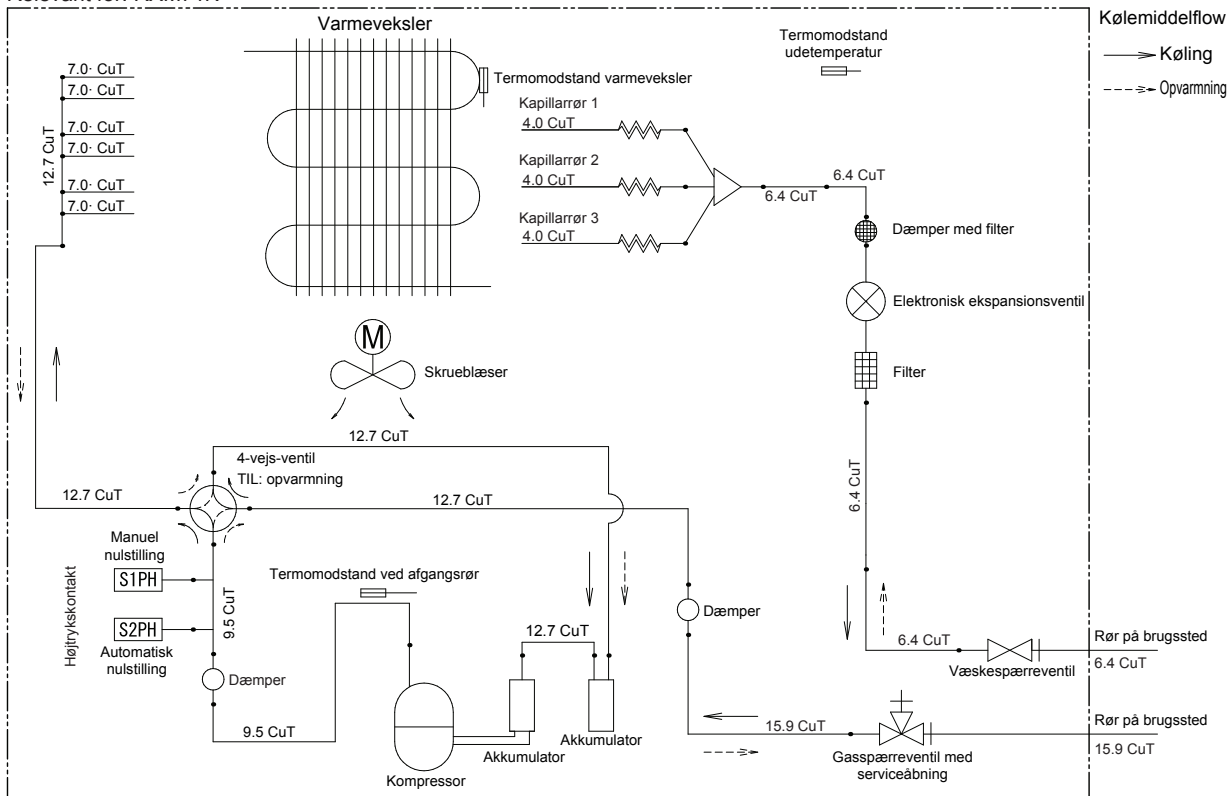 Varmeveksler
Kølemiddelflow
Køling
Opvarmning
Termomodstand
udetemperatur
Termomodstand varmeveksler
7.0· CuT
7.0· CuT
7.0· CuT
7.0· CuT
7.0· CuT
7.0· CuT
12.7 CuT
Kapillarrør 1
4.0 CuT
Kapillarrør 2
4.0 CuT
Kapillarrør 3
4.0 CuT
6.4 CuT
6.4 CuT
Dæmper med filter
Elektronisk ekspansionsventil
Filter
M
Skrueblæser
12.7 CuT
4-vejs-ventil
TIL: opvarmning
12.7 CuT
12.7 CuT
6.4 CuT
Manuel
nulstilling
S1PH
Højtrykskontakt
S2PH
Automatisk
nulstilling
9.5 CuT
Termomodstand ved afgangsrør
Dæmper
12.7 CuT
Dæmper
9.5 CuT
Kompressor
Akkumulator
Akkumulator
6.4 CuT
Væskespærreventil
Rør på brugssted
6.4 CuT
15.9 CuT
Gasspærreventil med
serviceåbning
Rør på brugssted
15.9 CuT